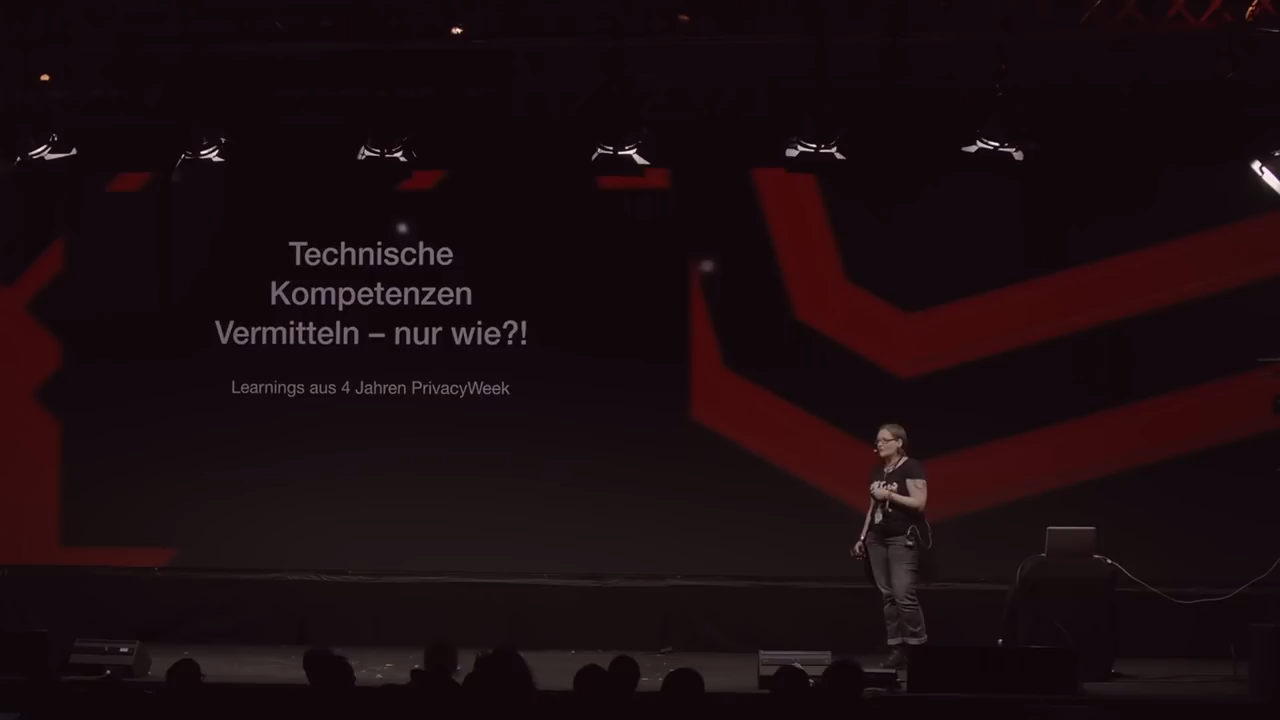 Technische
Kompetenzen
Vermitteln – nur wie?!
Learnings aus 4 Jahren PrivacyWeek